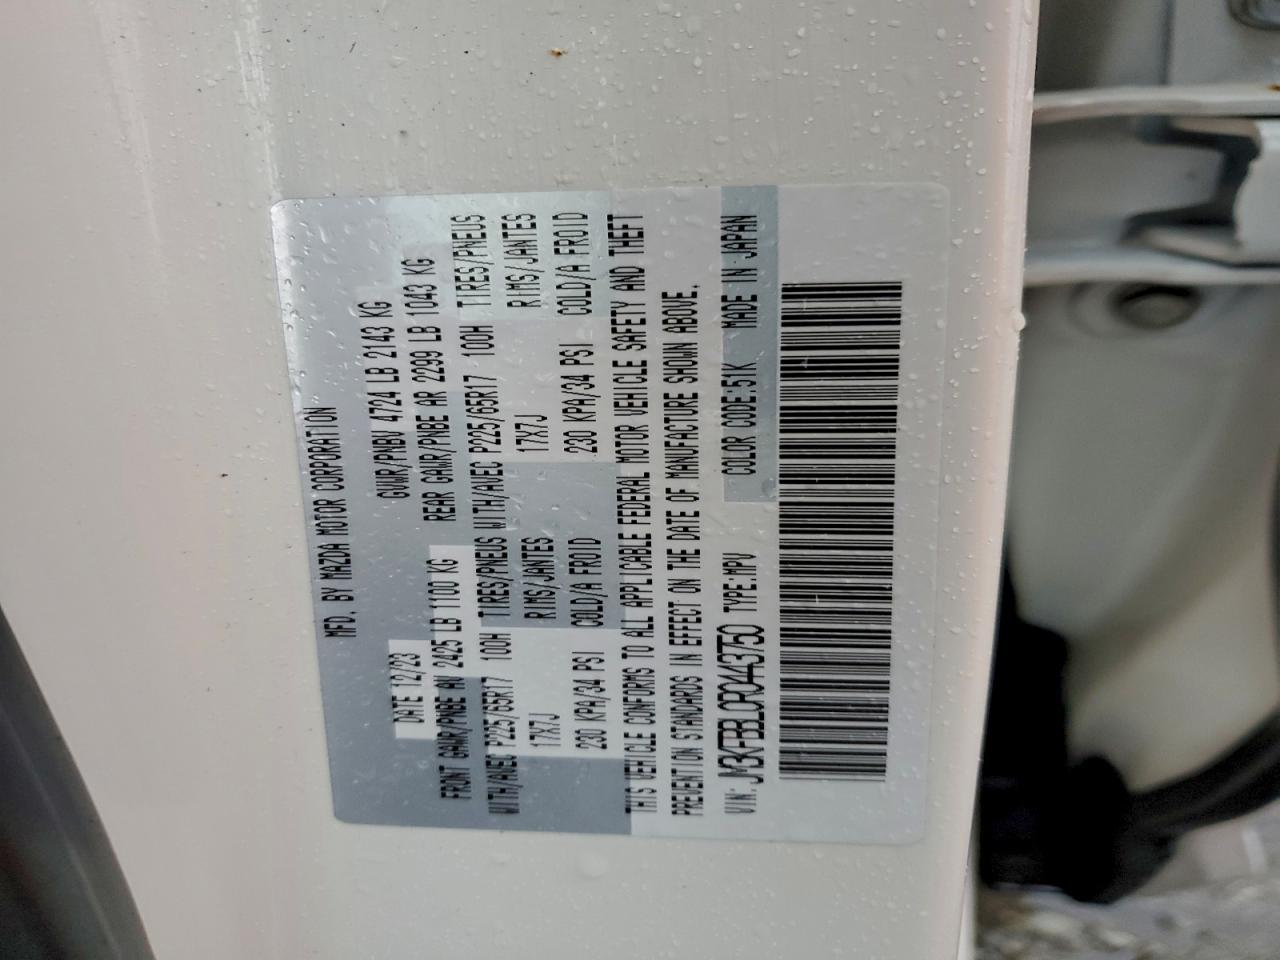 MFD. BY MAZDA MOTOR CORPORATION
DATE 12/23 GVWR/PNBV 4724 LB 2143 KG
FRONT GAWR/PNBE AV 2425 LB 1100 KG REAR GAWR/PNBE AR 2299 LB 1043 KG
WITH/AVEC P225/65R17 100H TIRES/PNEUS WITH/AVEC P225/65R17 100H TIRES/PNEUS
17X7J RIMS/JANTES 17X7J RIMS/JANTES
230 KPA/34 PSI COLD/A FROID 230 KPA/34 PSI COLD/A FROID
THIS VEHICLE CONFORMS TO ALL APPLICABLE FEDERAL MOTOR VEHICLE SAFETY AND THEFT
PREVENTION STANDARDS IN EFFECT ON THE DATE OF MANUFACTURE SHOWN ABOVE.
VIN: JM3KFBBL0R0443750 TYPE:MPV COLOR CODE:51K MADE IN JAPAN